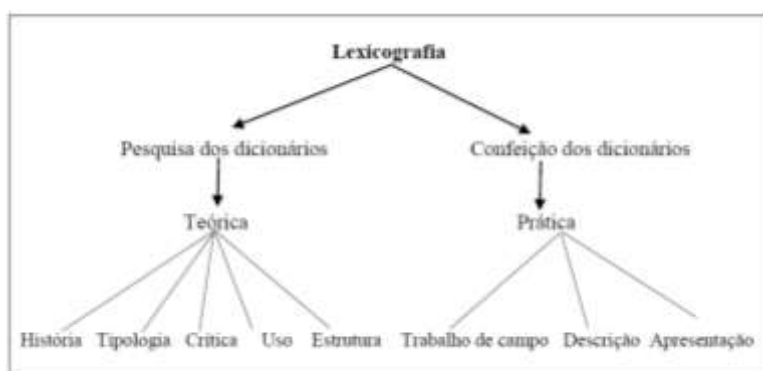 Lexicografia
Pesquisa dos dicionários Confeição dos dicionários
Teórica Prática
História Tipologia Crítica Uso Estrutura Trabalho de campo Descrição Apresentação